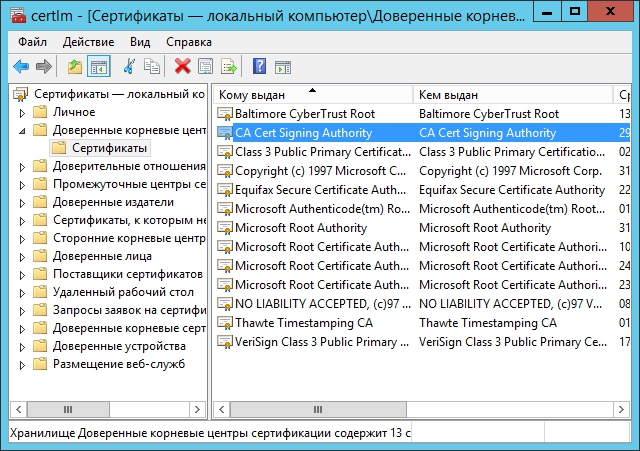 certlm - [Сертификаты — локальный компьютер\Доверенные корнев...
Файл Действие Вид Справка
Сертификаты — локальный ко
Личное
Доверенные корневые цент
Сертификаты
Доверительные отношения
Промежуточные центры се
Доверенные издатели
Сертификаты, к которым не
Сторонние корневые центр
Доверенные лица
Поставщики сертификатов
Удаленный рабочий стол
Запросы заявок на сертифи
Доверенные корневые серт
Доверенные устройства
Размещение веб-служб
Кому выдан Кем выдан Ср
Baltimore CyberTrust Root Baltimore CyberTrust Root 13
CA Cert Signing Authority CA Cert Signing Authority 29
Class 3 Public Primary Certificat... Class 3 Public Primary Certificatio... 02
Copyright (c) 1997 Microsoft C... Copyright (c) 1997 Microsoft Corp. 31
Equifax Secure Certificate Auth... Equifax Secure Certificate Authority 22
Microsoft Authenticode(tm) Ro... Microsoft Authenticode(tm) Root... 01
Microsoft Root Authority Microsoft Root Authority 31
Microsoft Root Certificate Auth... Microsoft Root Certificate Authori... 10
Microsoft Root Certificate Auth... Microsoft Root Certificate Authori... 24
Microsoft Root Certificate Auth... Microsoft Root Certificate Authori... 23
NO LIABILITY ACCEPTED, (c)97 ... NO LIABILITY ACCEPTED, (c)97 V... 08
Thawte Timestamping CA Thawte Timestamping CA 01
VeriSign Class 3 Public Primary ... VeriSign Class 3 Public Primary Ce... 17
Хранилище Доверенные корневые центры сертификации содержит 13 с